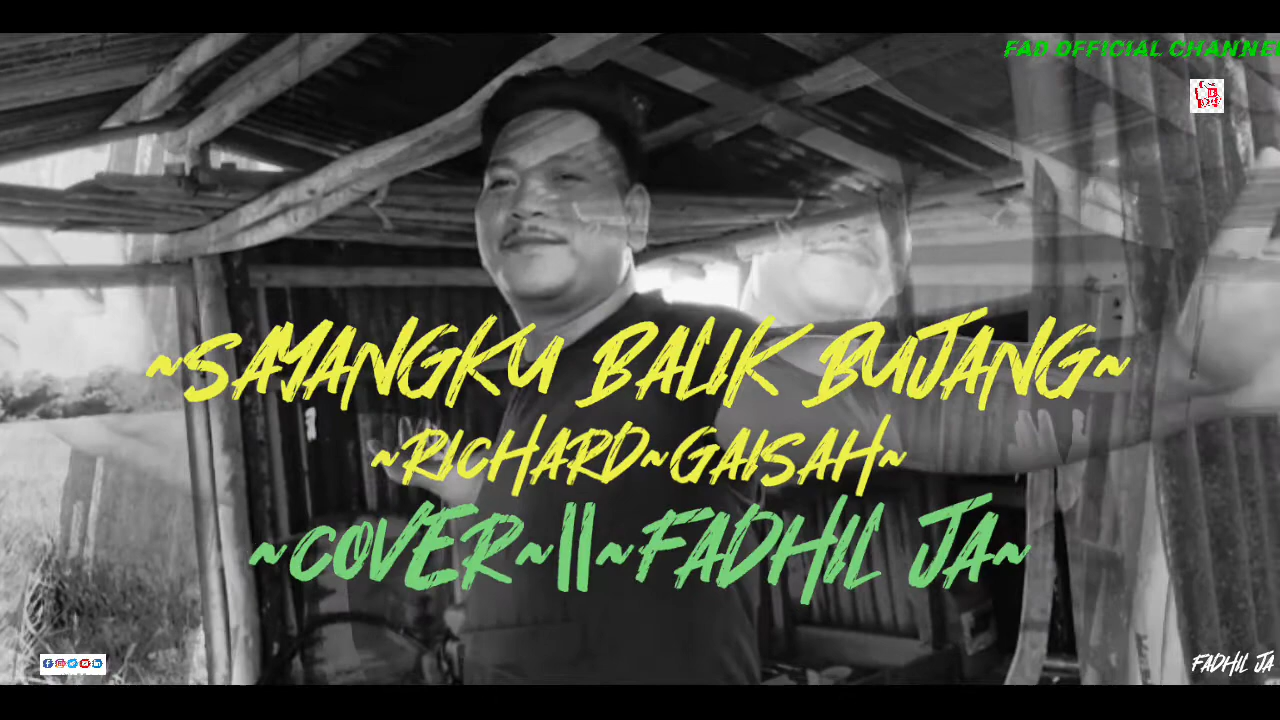 FAD OFFICIAL CHANNEL
~SAYANGKU BALIK BUJANG~
~RICHARD~GAISAH~
~COVER~||~FADHIL JA~
FADHIL JA